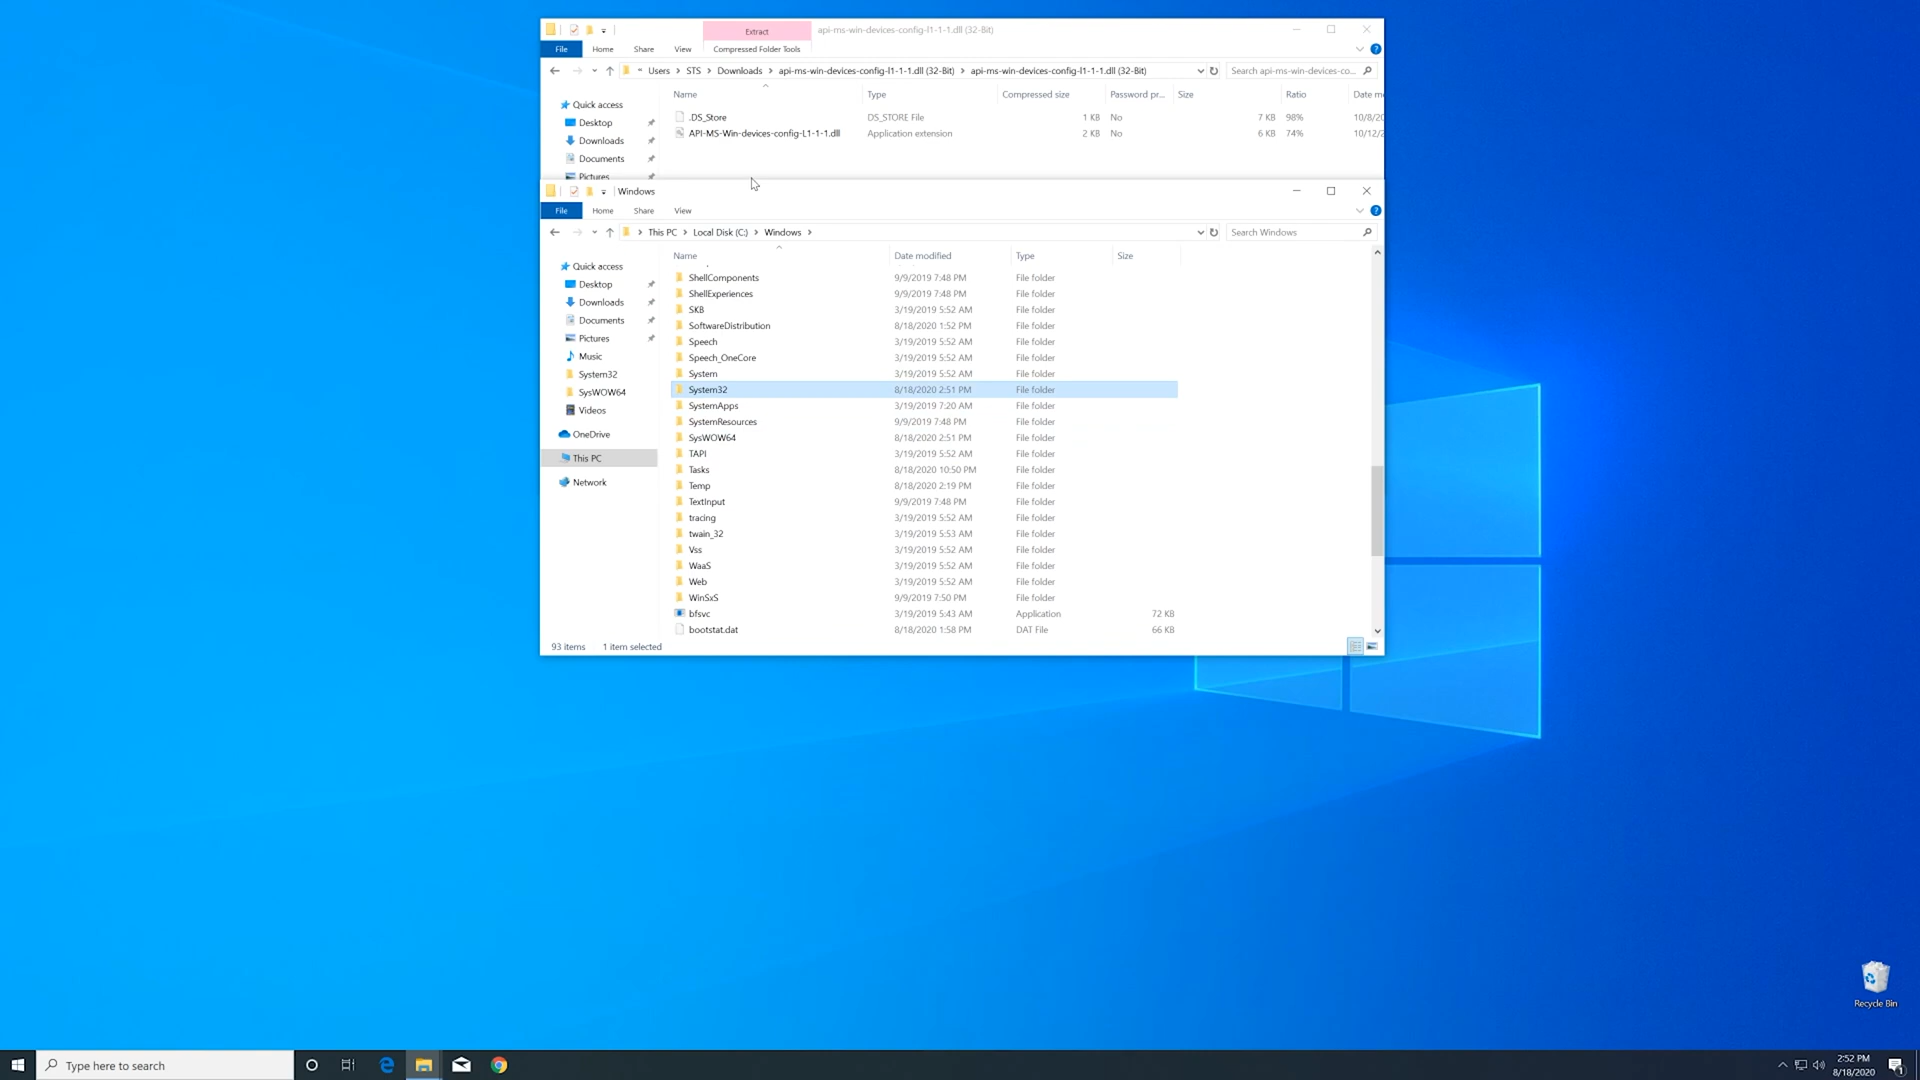 Extract api-ms-win-devices-config-l1-1-1.dll (32-Bit)
File Home Share View Compressed Folder Tools
Users Downloads STS api-ms-win-devices-config-l1-1-1.dll (32-Bit) api-ms-win-devices-config-l1-1-1.dll (32-Bit) Search api-ms-win-devices-co...
Name Type Compressed size Password pr... Size Ratio Date m
Quick access
.DS_Store DS_STORE File 1 KB No 7 KB 98% 10/8/20
Desktop
API-MS-Win-devices-config-L1-1-1.dll Application extension 2 KB No 6 KB 74% 10/12/2
Downloads
Documents
Pictures
Windows
File Home Share View
This PC Local Disk (C:) Windows Search Windows
Name Date modified Type Size
Quick access
ShellComponents 9/9/2019 7:48 PM File folder
Desktop
ShellExperiences 9/9/2019 7:48 PM File folder
Downloads
SKB 3/19/2019 5:52 AM File folder
Documents
SoftwareDistribution 8/18/2020 1:52 PM File folder
Pictures
Speech 3/19/2019 5:52 AM File folder
Music
Speech_OneCore 3/19/2019 5:52 AM File folder
System32
System 3/19/2019 5:52 AM File folder
SysWOW64
System32 8/18/2020 2:51 PM File folder
Videos
SystemApps 3/19/2019 7:20 AM File folder
SystemResources 9/9/2019 7:48 PM File folder
OneDrive
SysWOW64 8/18/2020 2:51 PM File folder
This PC
TAPI 3/19/2019 5:52 AM File folder
Tasks 8/18/2020 10:50 PM File folder
Network
Temp 8/18/2020 2:19 PM File folder
TextInput 9/9/2019 7:48 PM File folder
tracing 3/19/2019 5:52 AM File folder
twain_32 3/19/2019 5:53 AM File folder
Vss 3/19/2019 5:52 AM File folder
WaaS 3/19/2019 5:52 AM File folder
Web 3/19/2019 5:52 AM File folder
WinSxS 9/9/2019 7:50 PM File folder
bfsvc 3/19/2019 5:43 AM Application 72 KB
bootstat.dat 8/18/2020 1:58 PM DAT File 66 KB
93 items 1 item selected
Recycle Bin
Type here to search
2:52 PM
8/18/2020
1